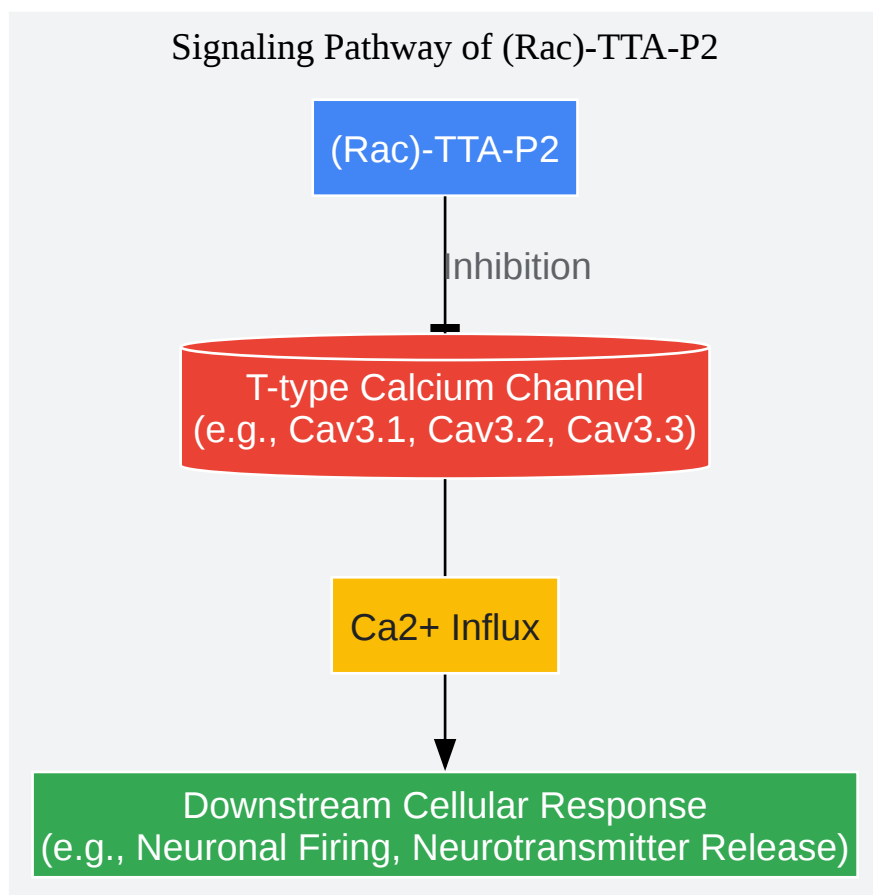 Signaling Pathway of (Rac)-TTA-P2
(Rac)-TTA-P2
Inhibition
T-type Calcium Channel
(e.g., Cav3.1, Cav3.2, Cav3.3)
Ca2+ Influx
Downstream Cellular Response
(e.g., Neuronal Firing, Neurotransmitter Release)